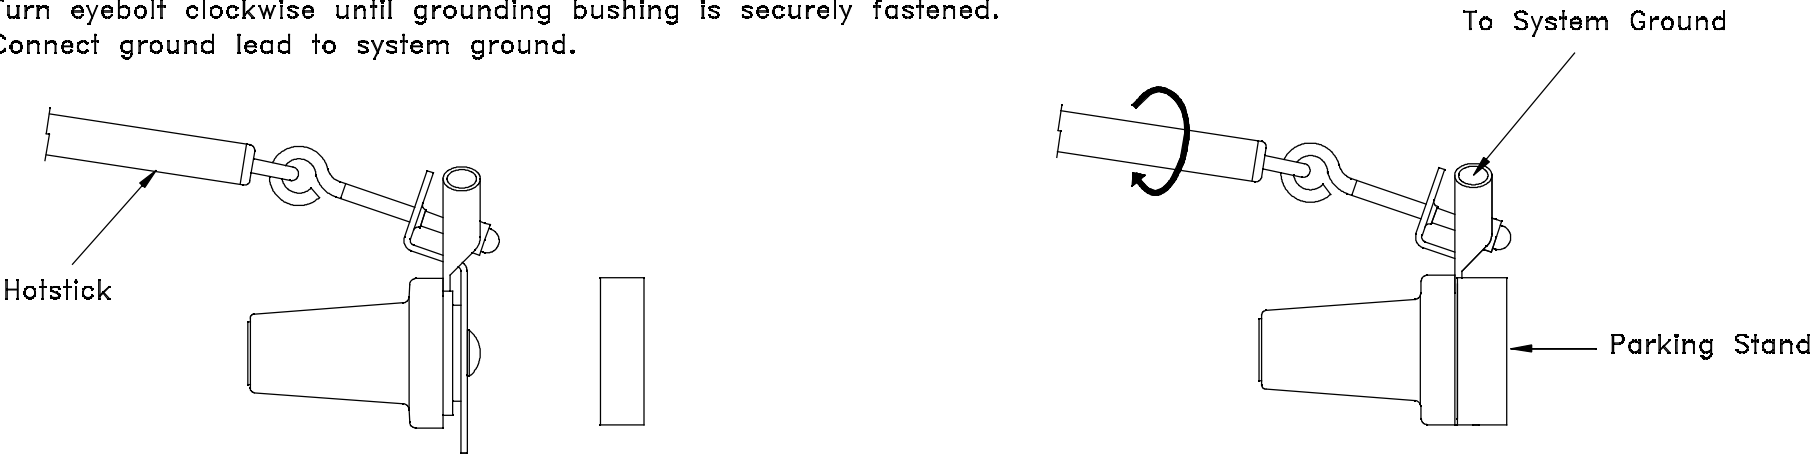 Turn eyebolt clockwise until grounding bushing is securely fastened.
Connect ground lead to system ground.
To System Ground
Hotstick
Parking Stand